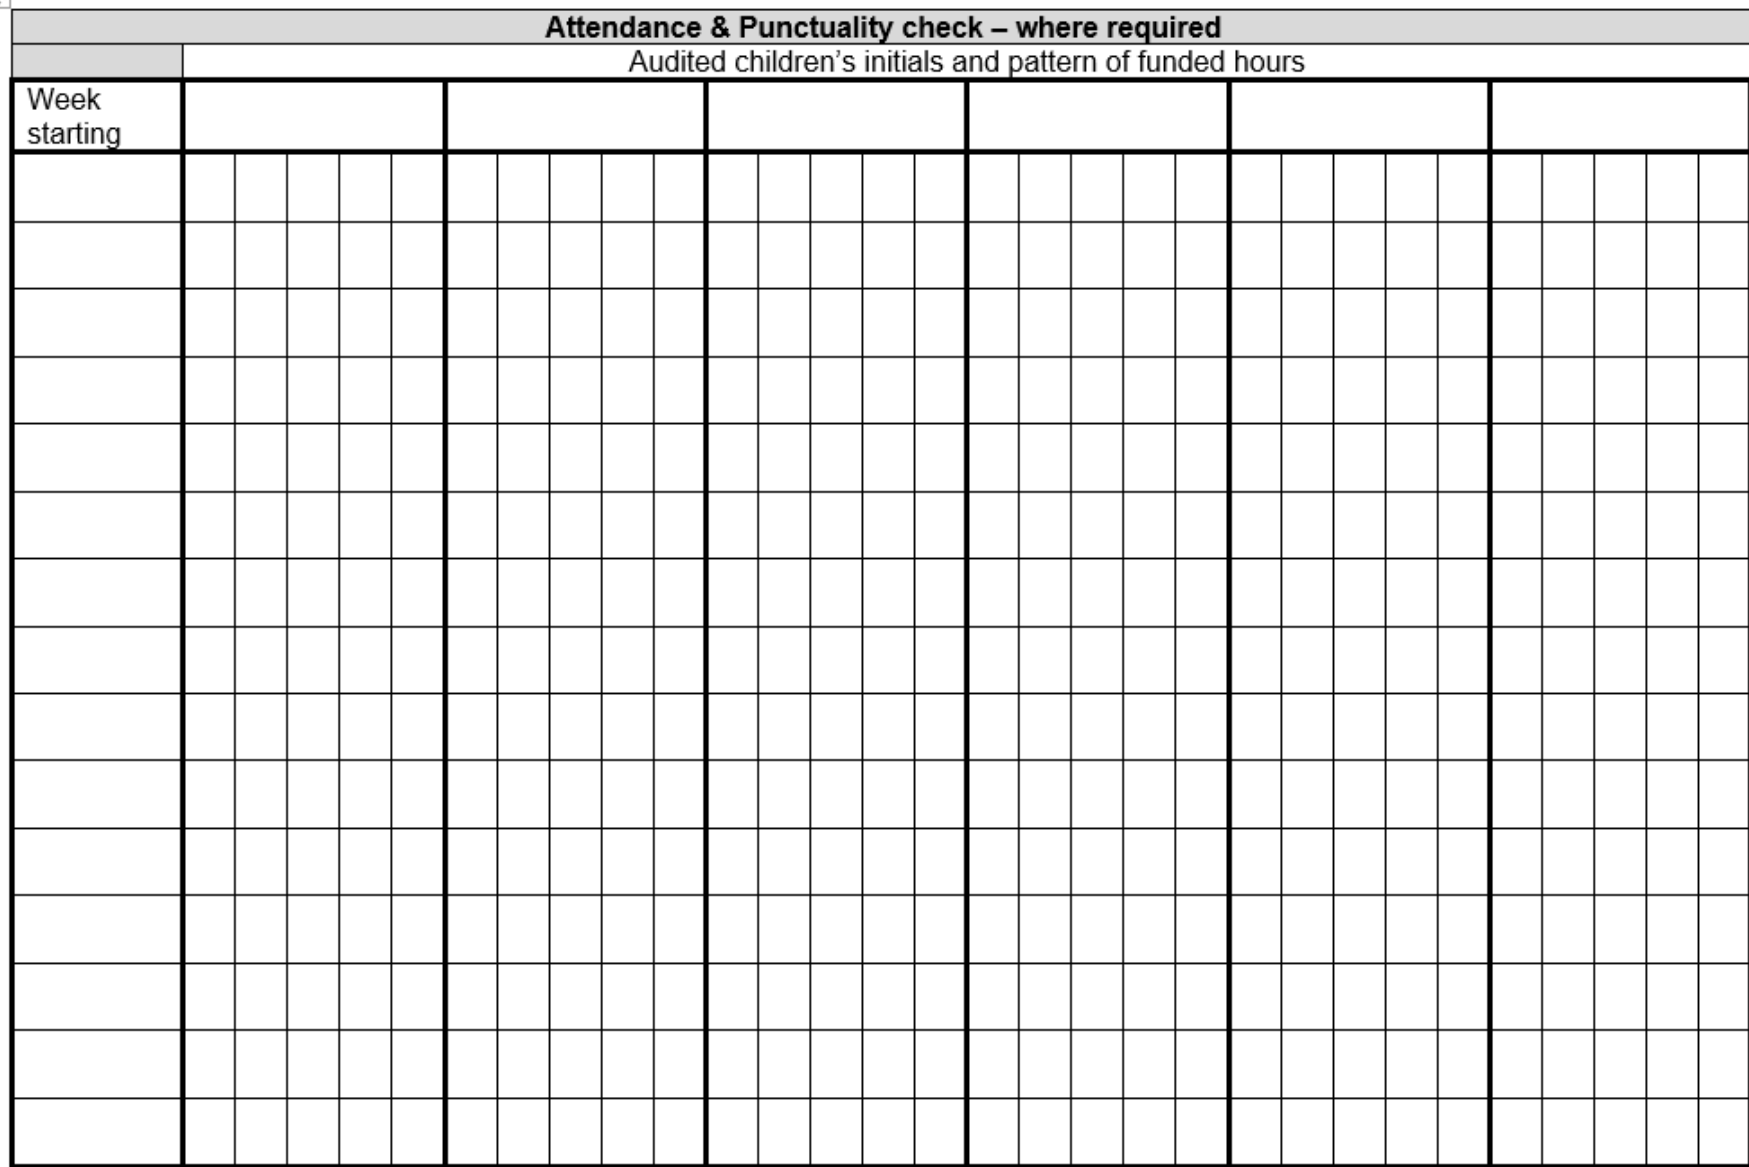 Attendance & Punctuality check – where required
Audited children’s initials and pattern of funded hours
Week
starting